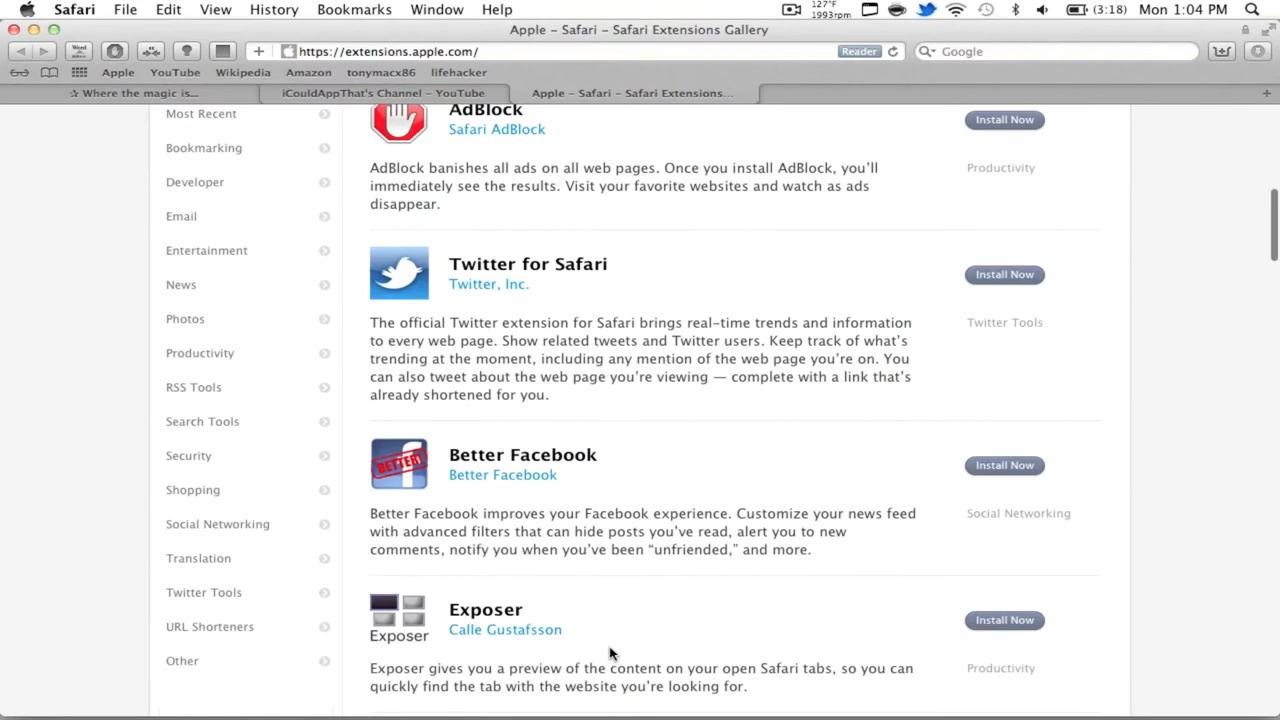 Safari File Edit View History Bookmarks Window Help 127°F 1993rpm (3:18) Mon 1:04 PM
Apple – Safari – Safari Extensions Gallery
https://extensions.apple.com/ Reader Google
Apple YouTube Wikipedia Amazon tonymacx86 lifehacker
☆ Where the magic is... iCouldAppThat's Channel – YouTube Apple – Safari – Safari Extensions...
Most Recent
Bookmarking
Developer
Email
Entertainment
News
Photos
Productivity
RSS Tools
Search Tools
Security
Shopping
Social Networking
Translation
Twitter Tools
URL Shorteners
Other
AdBlock
Safari AdBlock
Install Now
AdBlock banishes all ads on all web pages. Once you install AdBlock, you'll
immediately see the results. Visit your favorite websites and watch as ads
disappear.
Productivity
Twitter for Safari
Twitter, Inc.
Install Now
The official Twitter extension for Safari brings real-time trends and information
to every web page. Show related tweets and Twitter users. Keep track of what's
trending at the moment, including any mention of the web page you're on. You
can also tweet about the web page you're viewing — complete with a link that's
already shortened for you.
Twitter Tools
BETTER!
Better Facebook
Better Facebook
Install Now
Better Facebook improves your Facebook experience. Customize your news feed
with advanced filters that can hide posts you've read, alert you to new
comments, notify you when you've been “unfriended,” and more.
Social Networking
Exposer
Exposer
Calle Gustafsson
Install Now
Exposer gives you a preview of the content on your open Safari tabs, so you can
quickly find the tab with the website you're looking for.
Productivity